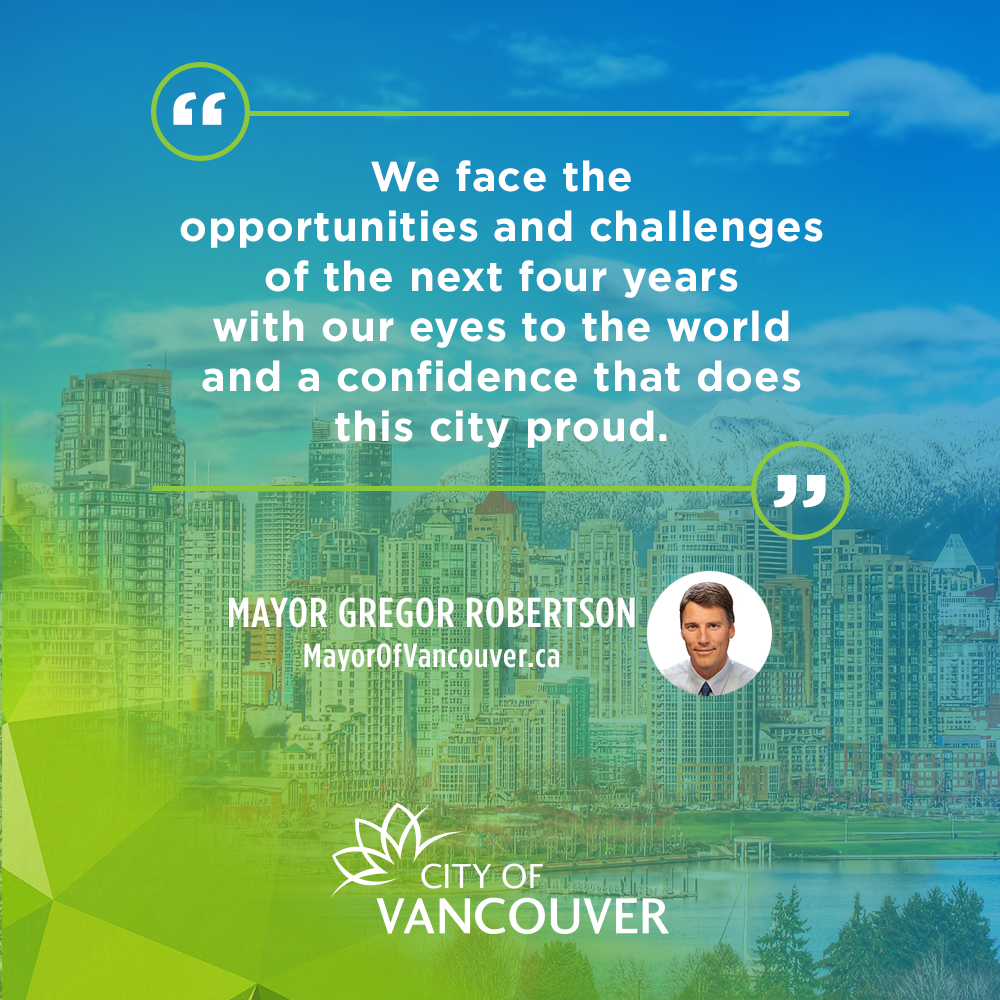 “
We face the
opportunities and challenges
of the next four years
with our eyes to the world
and a confidence that does
this city proud.
”
MAYOR GREGOR ROBERTSON
MayorOfVancouver.ca
CITY OF
VANCOUVER